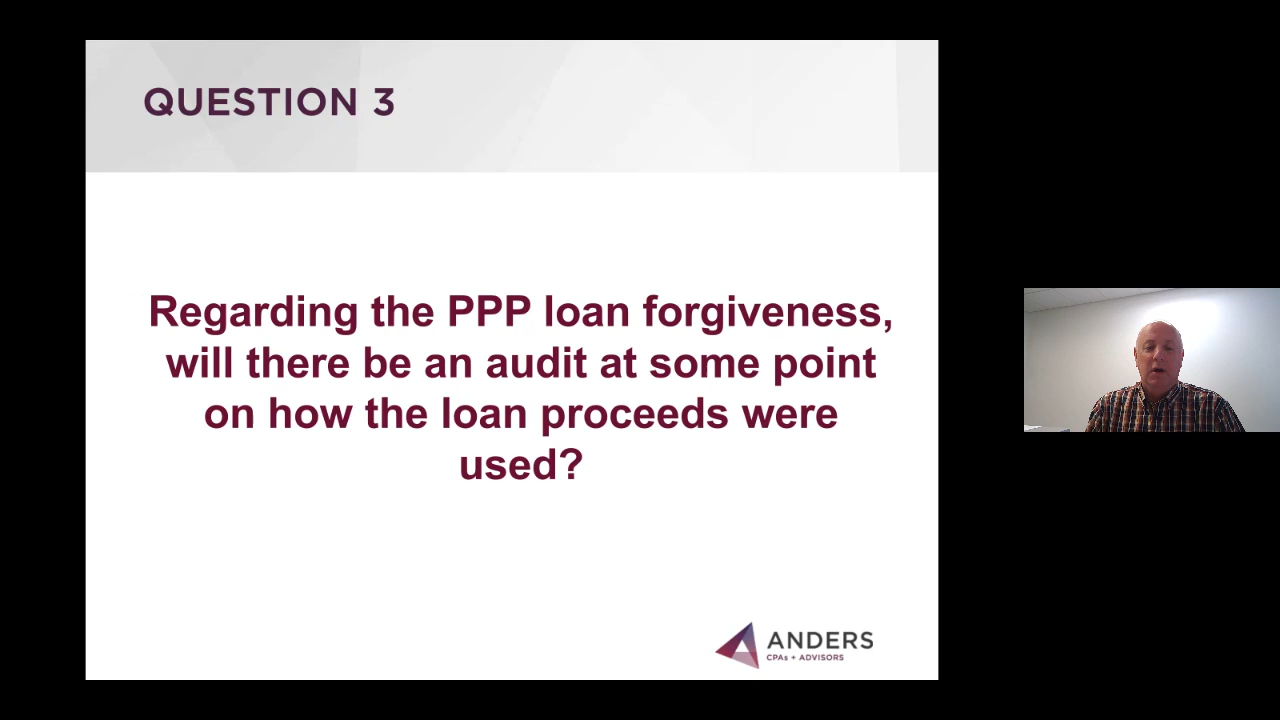 QUESTION 3
Regarding the PPP loan forgiveness,
will there be an audit at some point
on how the loan proceeds were
used?
ANDERS
CPAs + ADVISORS